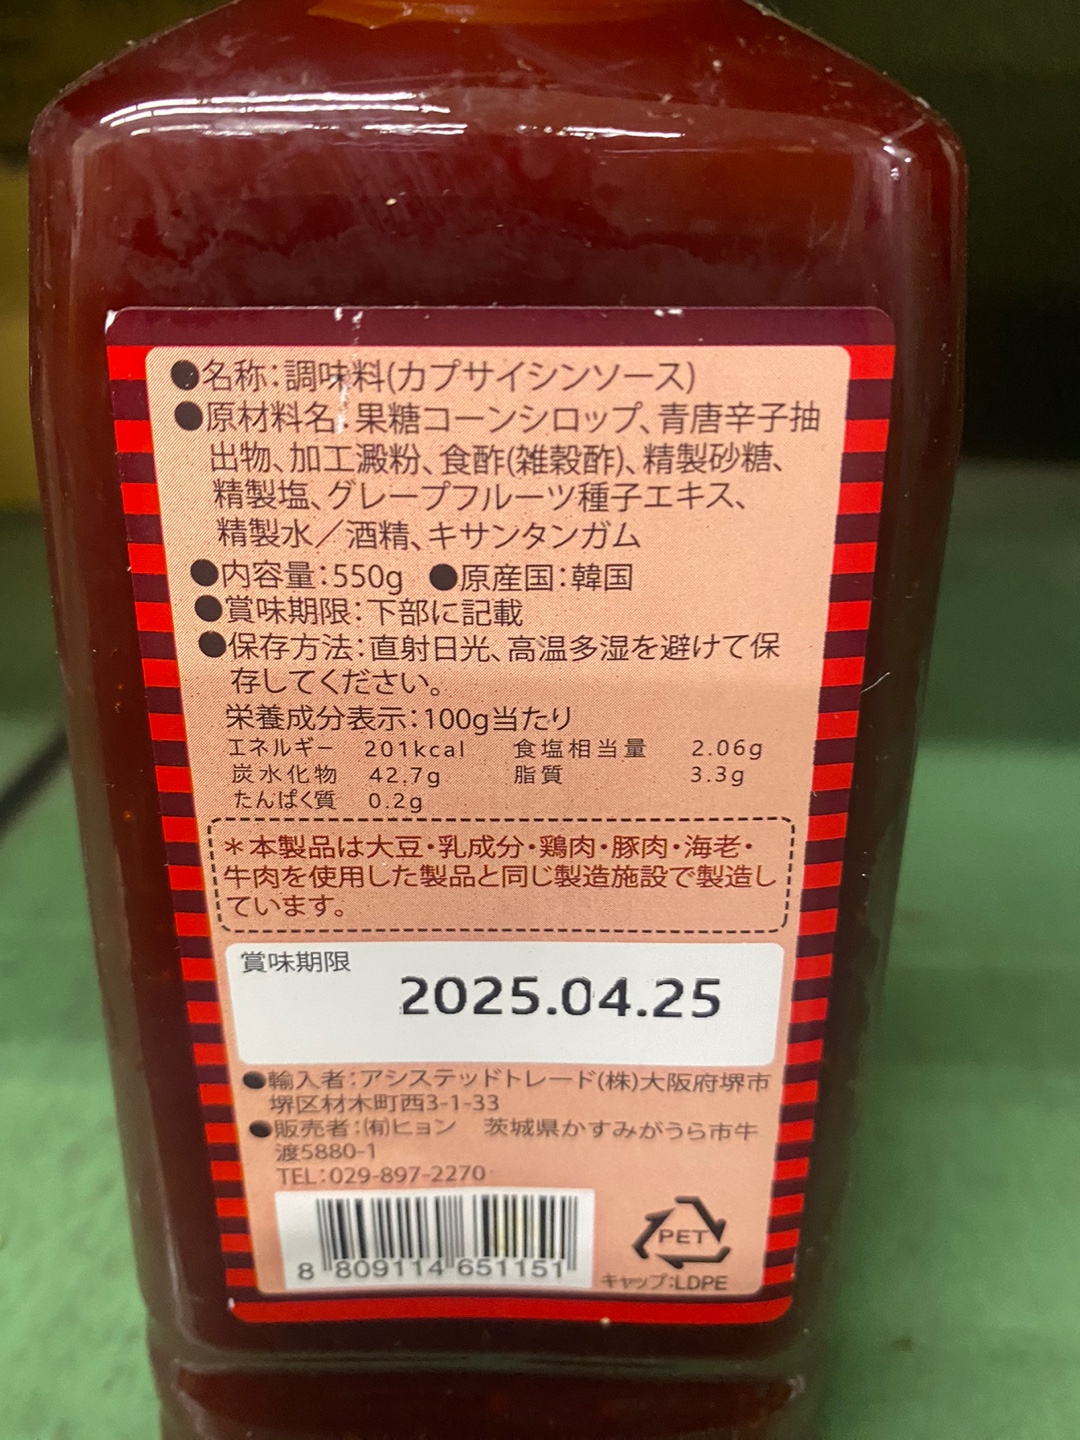 ●名称:調味料(カプサイシンソース)
●原材料名:果糖コーンシロップ、青唐辛子抽
出物、加工澱粉、食酢(雑穀酢)、精製砂糖、
精製塩、グレープフルーツ種子エキス、
精製水/酒精、キサンタンガム
●内容量:550g ●原産国:韓国
●賞味期限:下部に記載
●保存方法:直射日光、高温多湿を避けて保
存してください。
栄養成分表示:100g当たり
エネルギー 201kcal 食塩相当量 2.06g
炭水化物 42.7g 脂質 3.3g
たんぱく質 0.2g
*本製品は大豆・乳成分・鶏肉・豚肉・海老・
牛肉を使用した製品と同じ製造施設で製造し
ています。
賞味期限
2025.04.25
●輸入者:アシステッドトレード(株)大阪府堺市
堺区材木町西3-1-33
●販売者:(有)ヒョン 茨城県かすみがうら市牛
渡5880-1
TEL:029-897-2270
8 809114 651151
PET
キャップ:LDPE